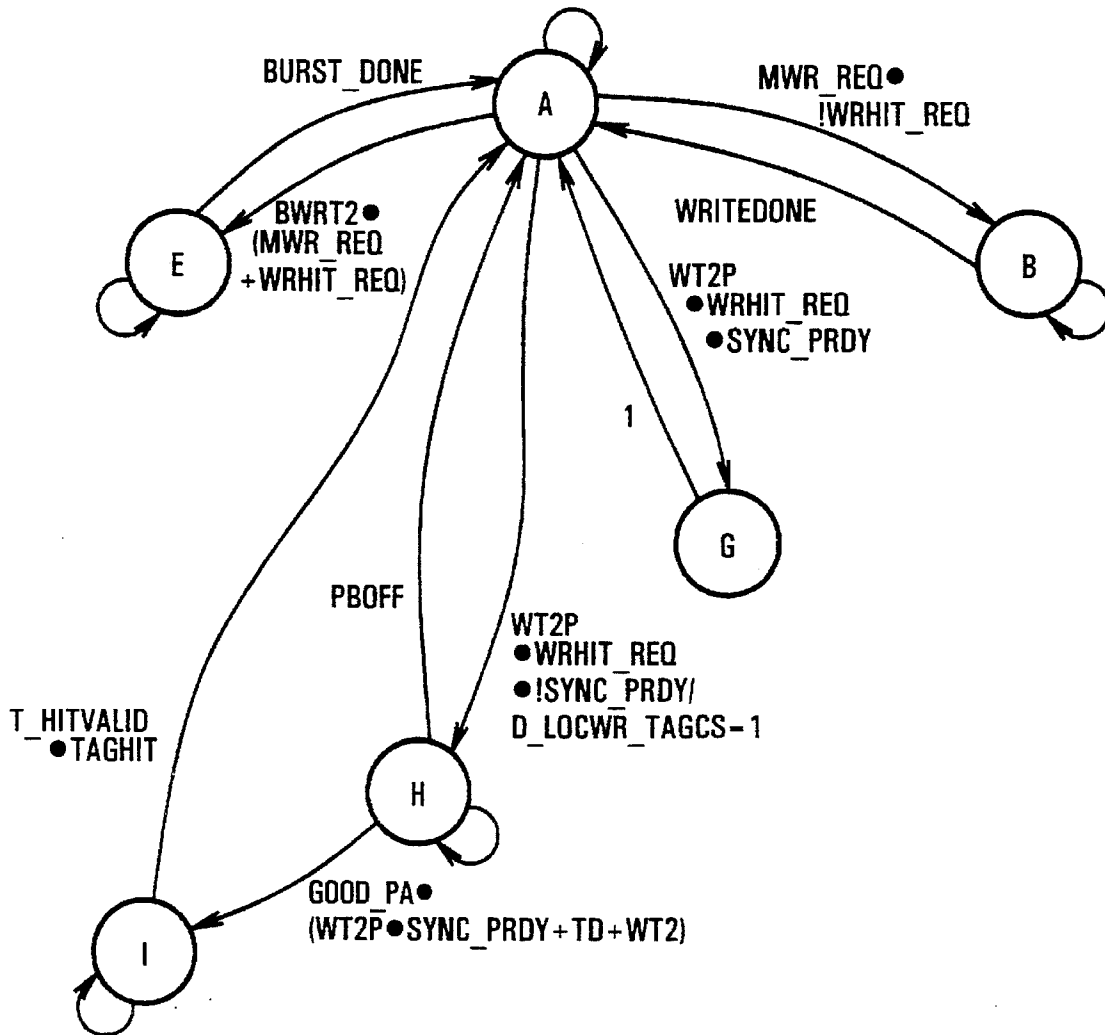 BURST_DONE
A
MWR_REQ●
!WRHIT_REQ
BWRT2●
(MWR_REQ
+WRHIT_REQ)
WRITEDONE
E
B
WT2P
●WRHIT_REQ
●SYNC_PRDY
1
G
PBOFF
WT2P
●WRHIT_REQ
●!SYNC_PRDY/
D_LOCWR_TAGCS-1
T_HITVALID
●TAGHIT
H
GOOD_PA●
(WT2P●SYNC_PRDY+TD+WT2)
I